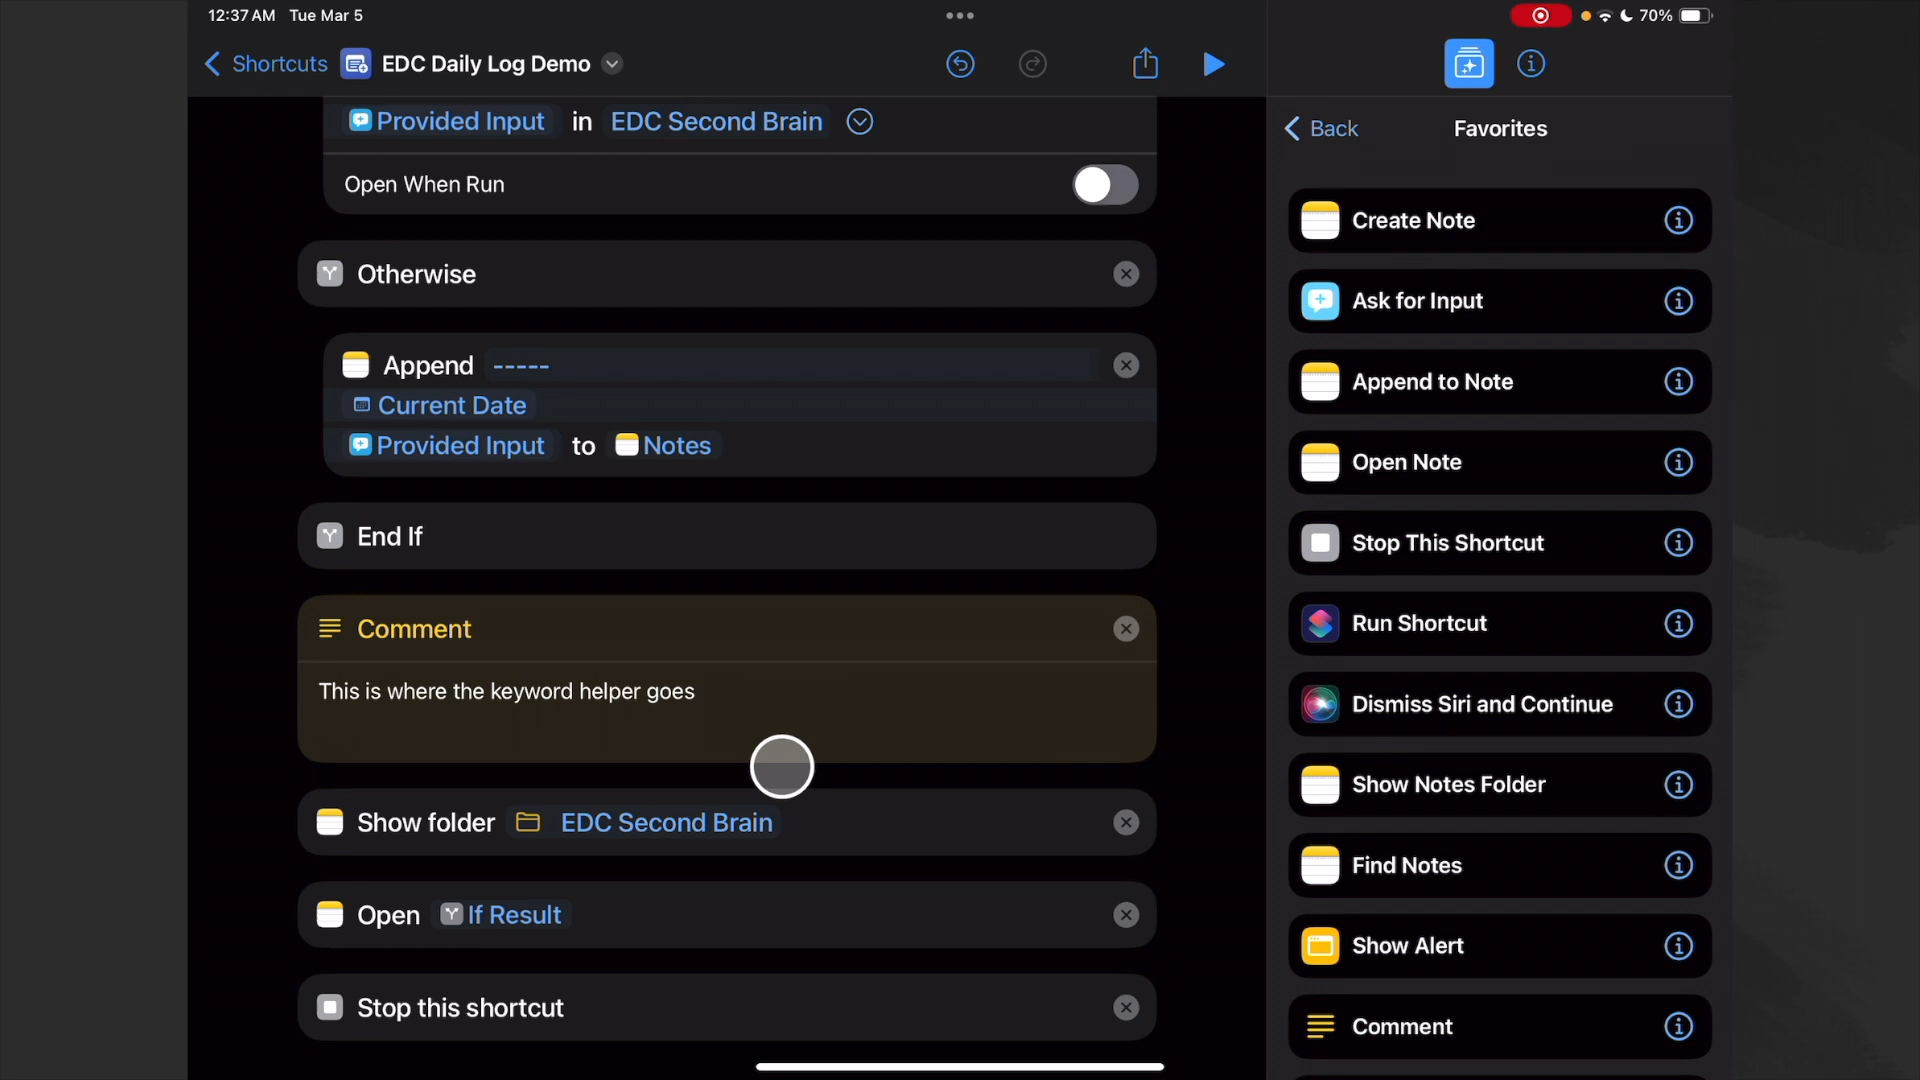 12:37 AM Tue Mar 5
70%
Shortcuts
EDC Daily Log Demo
Provided Input in EDC Second Brain
Open When Run
Otherwise
Append -----
Current Date
Provided Input to Notes
End If
Comment
This is where the keyword helper goes
Show folder EDC Second Brain
Open If Result
Stop this shortcut
Back
Favorites
Create Note
Ask for Input
Append to Note
Open Note
Stop This Shortcut
Run Shortcut
Dismiss Siri and Continue
Show Notes Folder
Find Notes
Show Alert
Comment